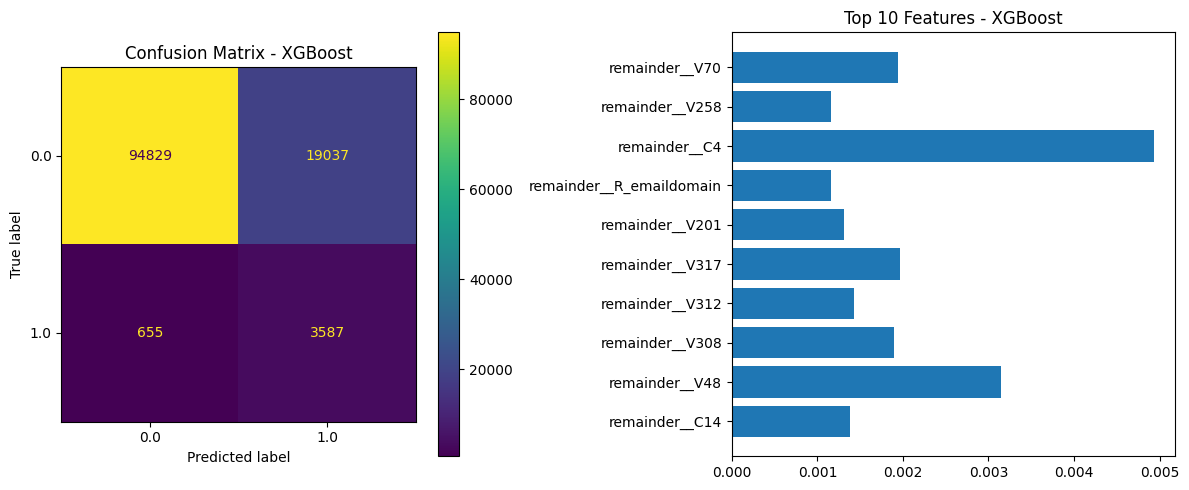 Confusion Matrix - XGBoost
True label
0.0
1.0
94829
19037
655
3587
0.0
1.0
Predicted label
80000
60000
40000
20000
Top 10 Features - XGBoost
remainder__V70
remainder__V258
remainder__C4
remainder__R_emaildomain
remainder__V201
remainder__V317
remainder__V312
remainder__V308
remainder__V48
remainder__C14
0.000
0.001
0.002
0.003
0.004
0.005